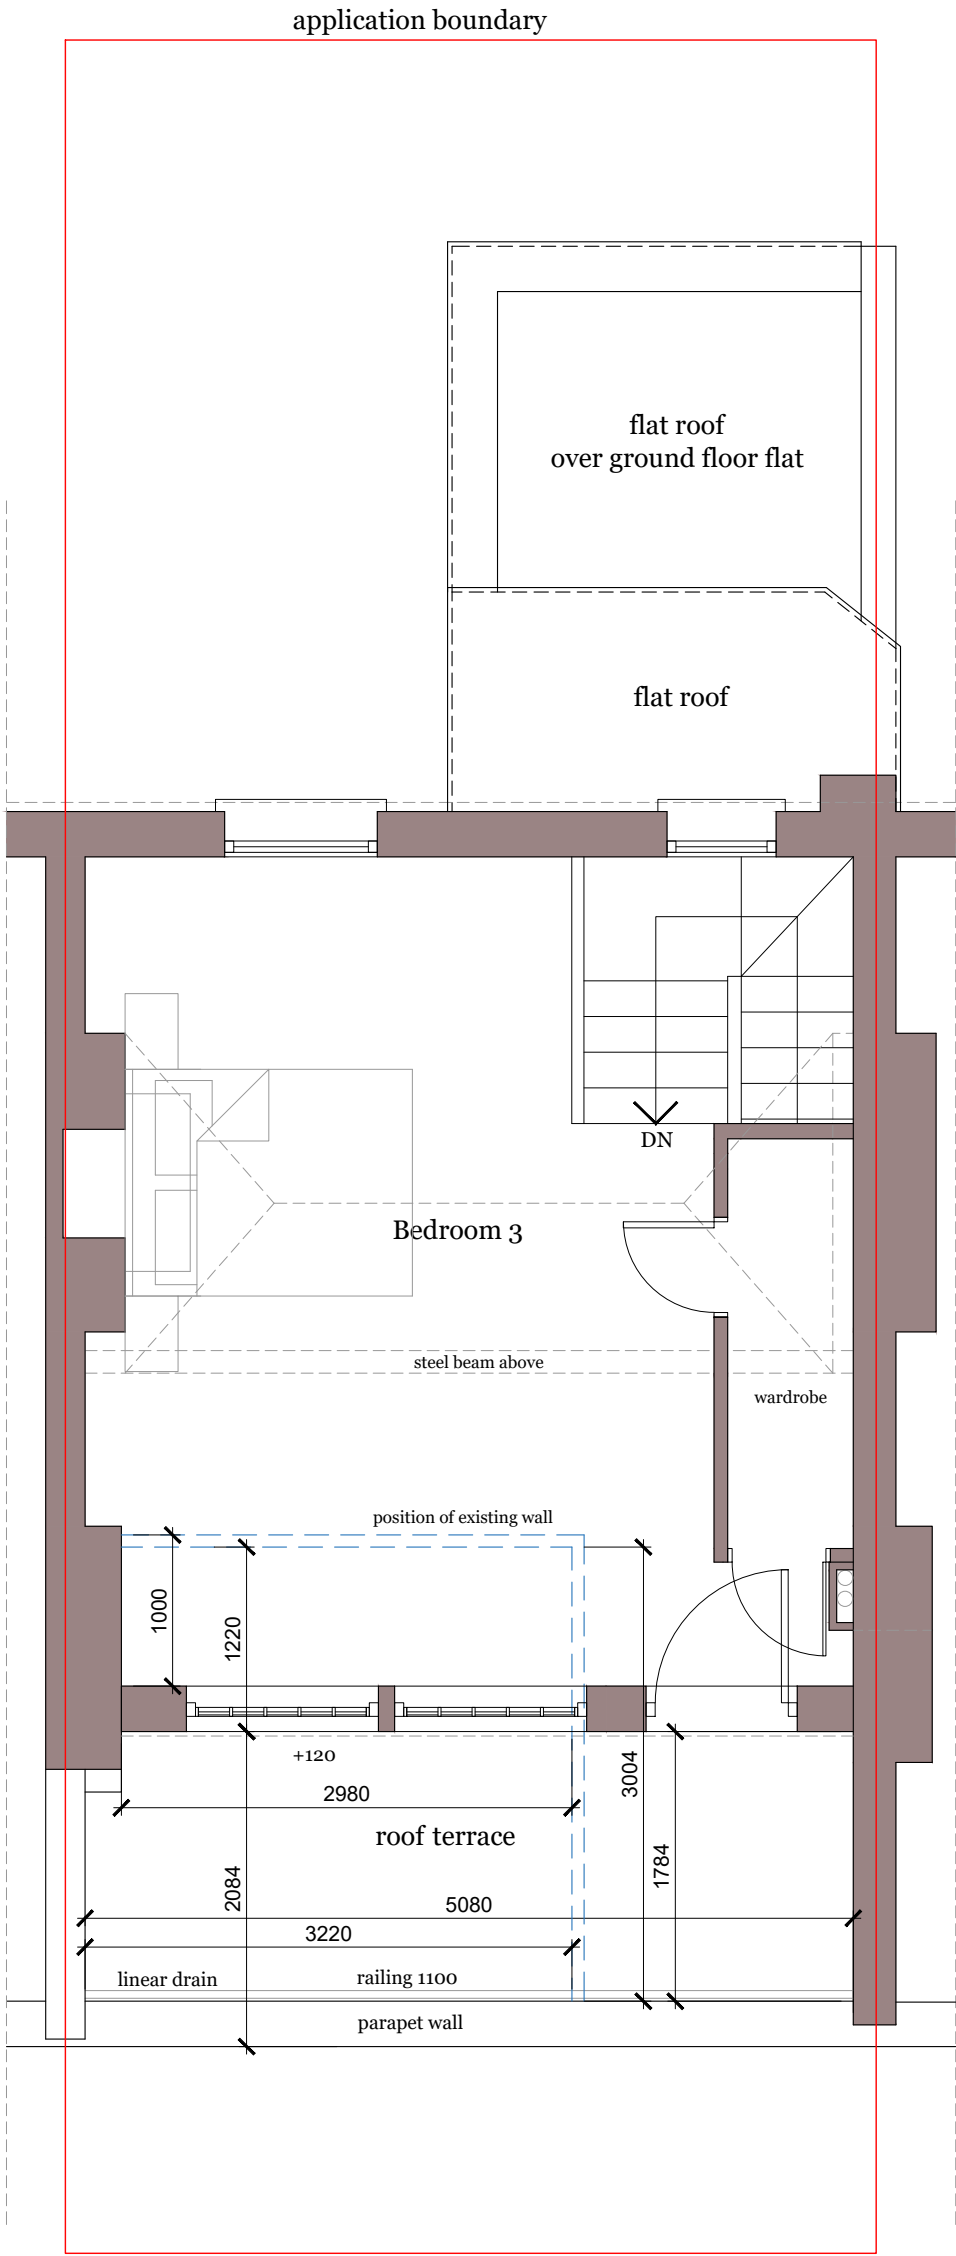 application boundary
flat roof
over ground floor flat
flat roof
DN
Bedroom 3
steel beam above
wardrobe
position of existing wall
1000
1220
+120
2980
3004
roof terrace
1784
2084
5080
3220
linear drain
railing 1100
parapet wall